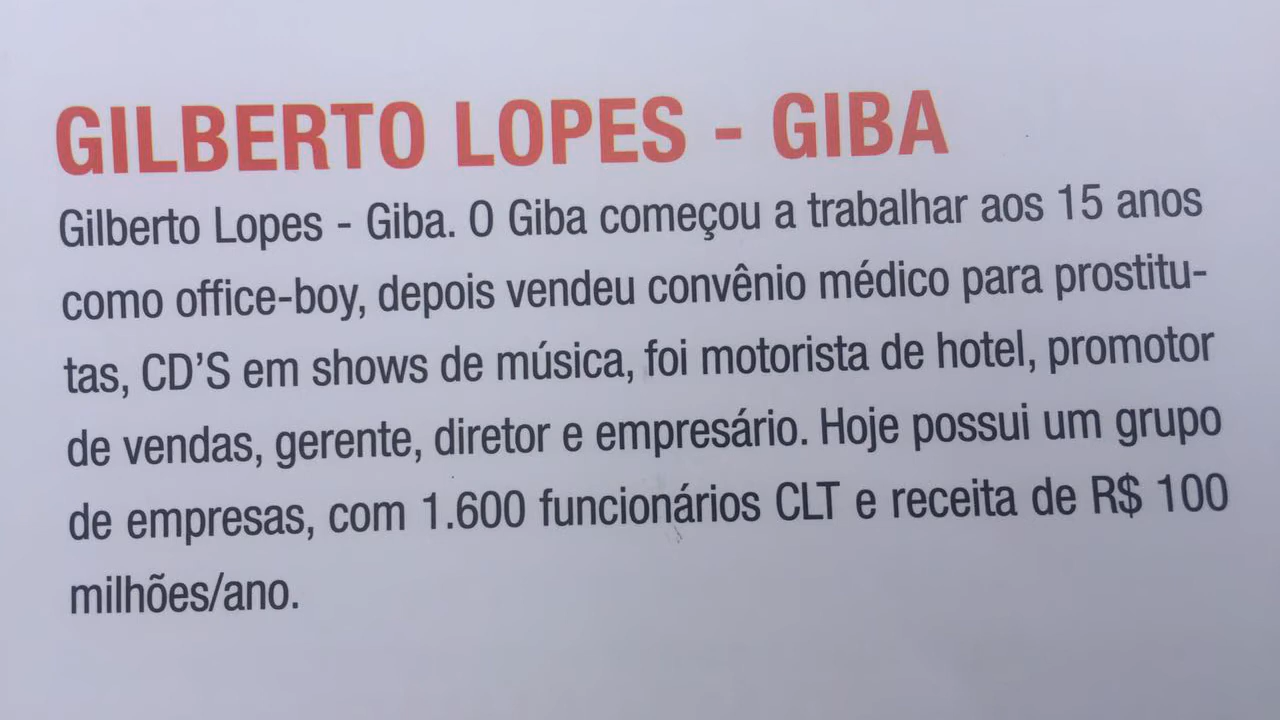 GILBERTO LOPES - GIBA
Gilberto Lopes - Giba. O Giba começou a trabalhar aos 15 anos
como office-boy, depois vendeu convênio médico para prostitu-
tas, CD'S em shows de música, foi motorista de hotel, promotor
de vendas, gerente, diretor e empresário. Hoje possui um grupo
de empresas, com 1.600 funcionários CLT e receita de R$ 100
milhões/ano.